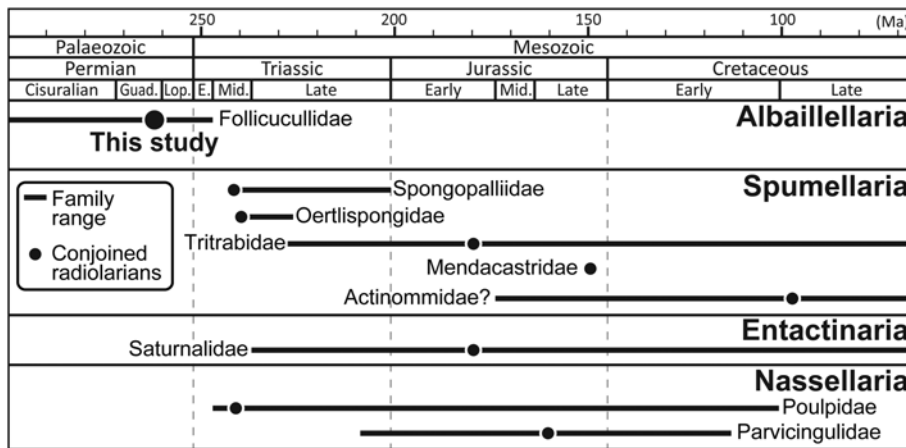 250 200 150 100 (Ma)
Palaeozoic Mesozoic
Permian Triassic Jurassic Cretaceous
Cisuralian Guad. Lop. E. Mid. Late Early Mid. Late Early Late
Follicucullidae Albaillellaria
This study
Spongopalliidae Spumellaria
Family range
Conjoined radiolarians
Oertlispongidae
Tritrabidae
Mendacastridae
Actinommidae?
Entactinaria
Saturnalidae
Nassellaria
Poulpidae
Parvicingulidae